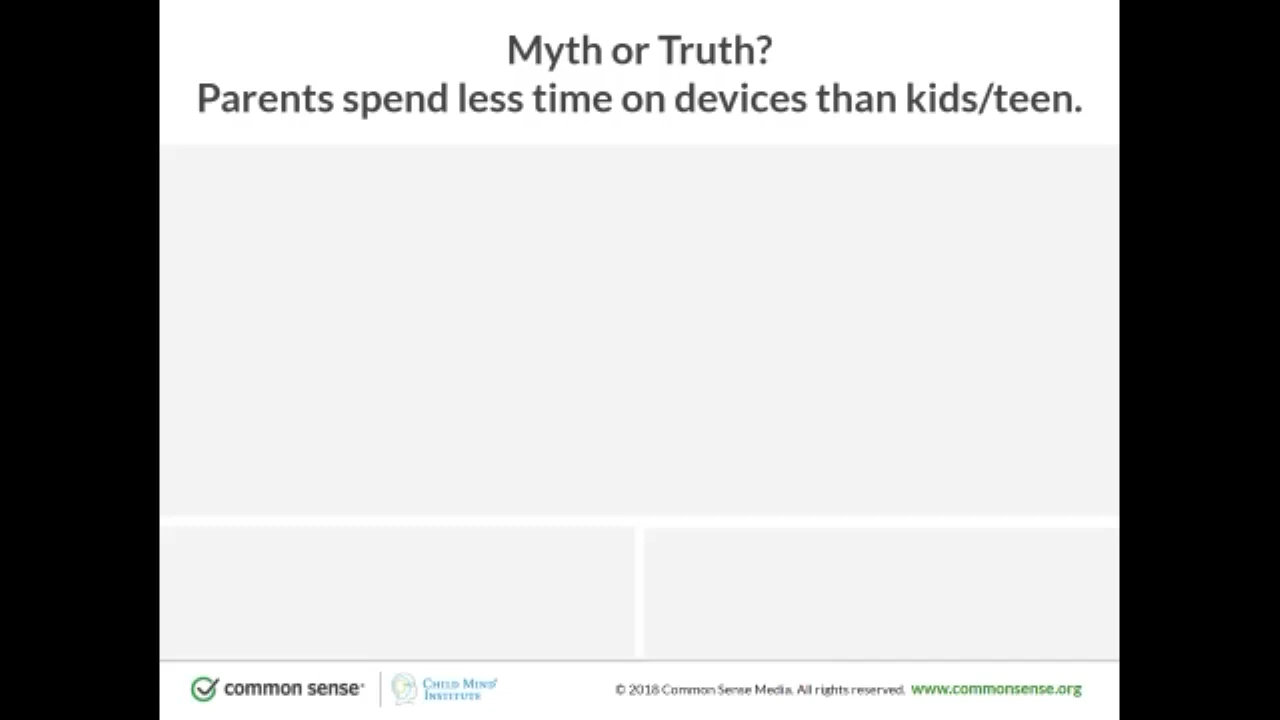 Myth or Truth?
Parents spend less time on devices than kids/teen.
common sense®
CHILD MIND®
INSTITUTE
© 2018 Common Sense Media. All rights reserved. www.commonsense.org